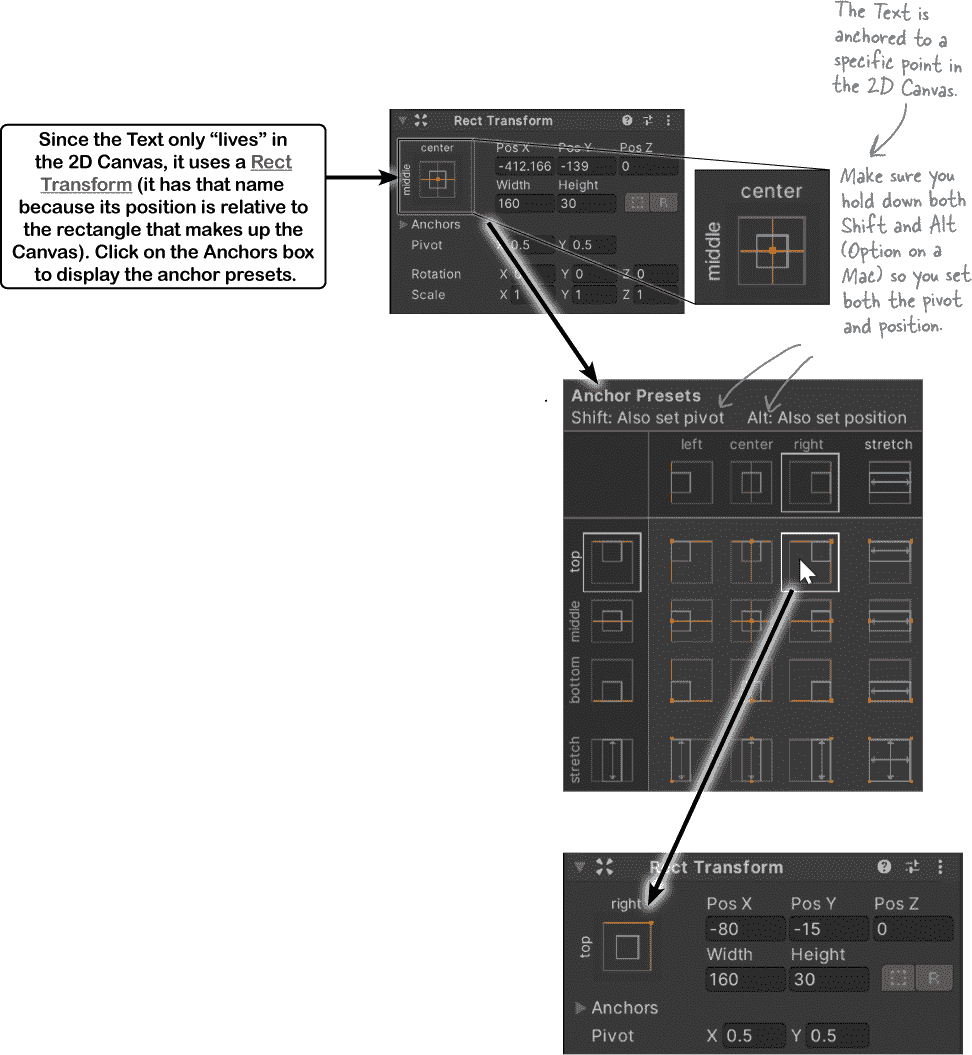 The Text is
anchored to a
specific point in
the 2D Canvas.
Since the Text only “lives” in
the 2D Canvas, it uses a Rect
Transform (it has that name
because its position is relative to
the rectangle that makes up the
Canvas). Click on the Anchors box
to display the anchor presets.
Rect Transform
center
middle
Pos X Pos Y Pos Z
-412.166 -139 0
Width Height
160 30 R
Anchors
Pivot 0.5 Y 0.5
Rotation X 0 Y 0 Z 0
Scale X 1 Y 1 Z 1
center
middle
Make sure you
hold down both
Shift and Alt
(Option on a
Mac) so you set
both the pivot
and position.
Anchor Presets
Shift: Also set pivot Alt: Also set position
left center right stretch
top
middle
bottom
stretch
Rect Transform
right
top
Pos X Pos Y Pos Z
-80 -15 0
Width Height
160 30 R
Anchors
Pivot X 0.5 Y 0.5